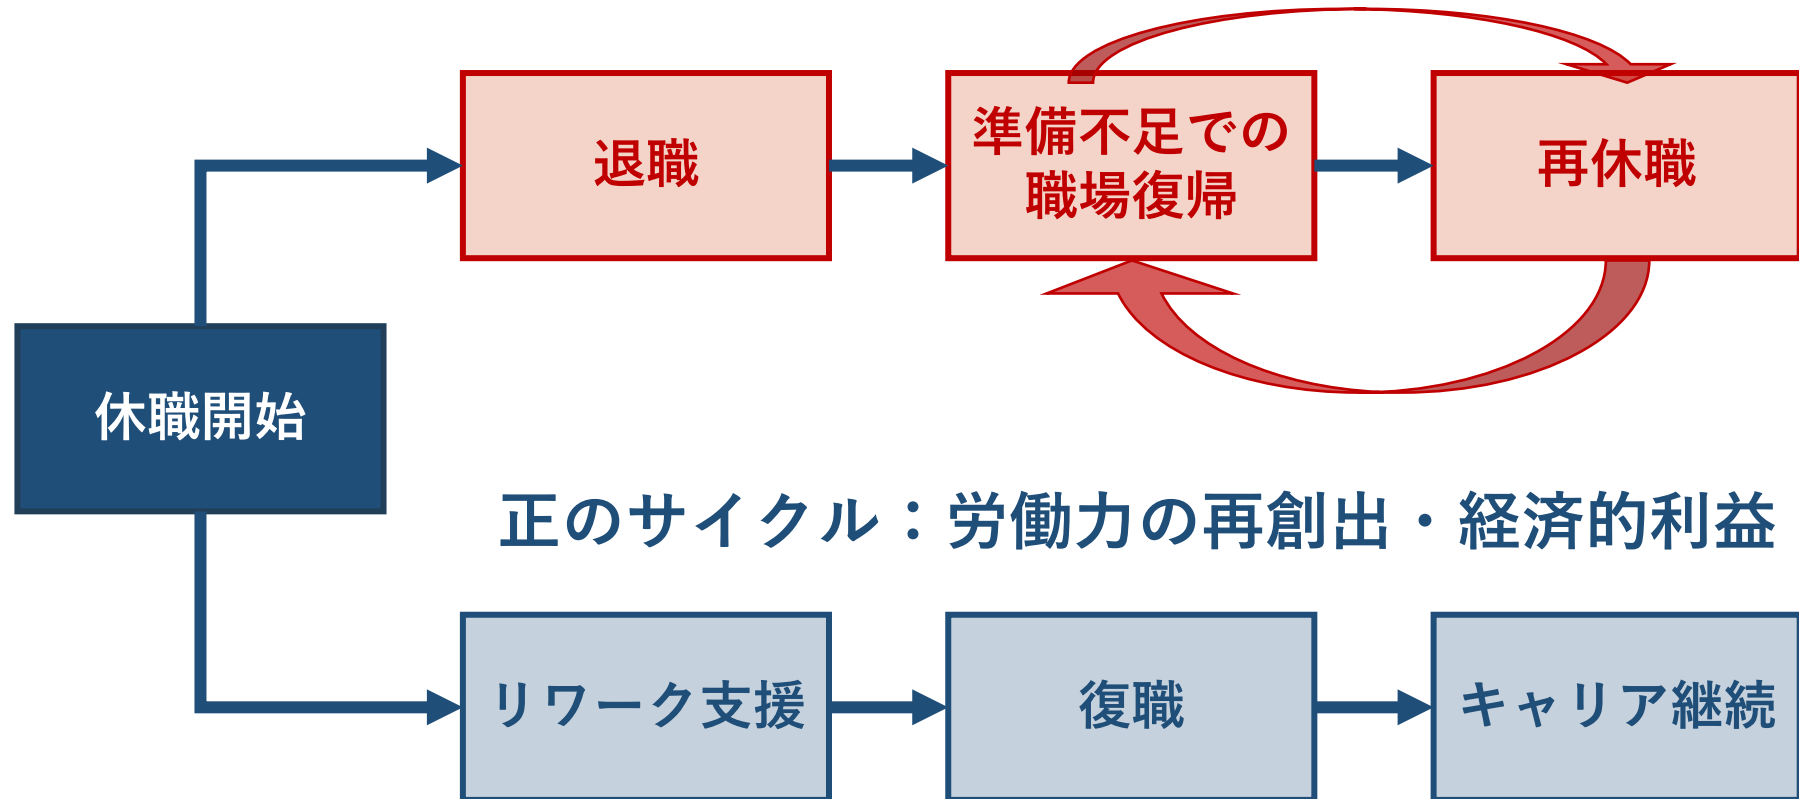 退職
準備不足での
職場復帰
再休職
休職開始
正のサイクル：労働力の再創出・経済的利益
リワーク支援
復職
キャリア継続